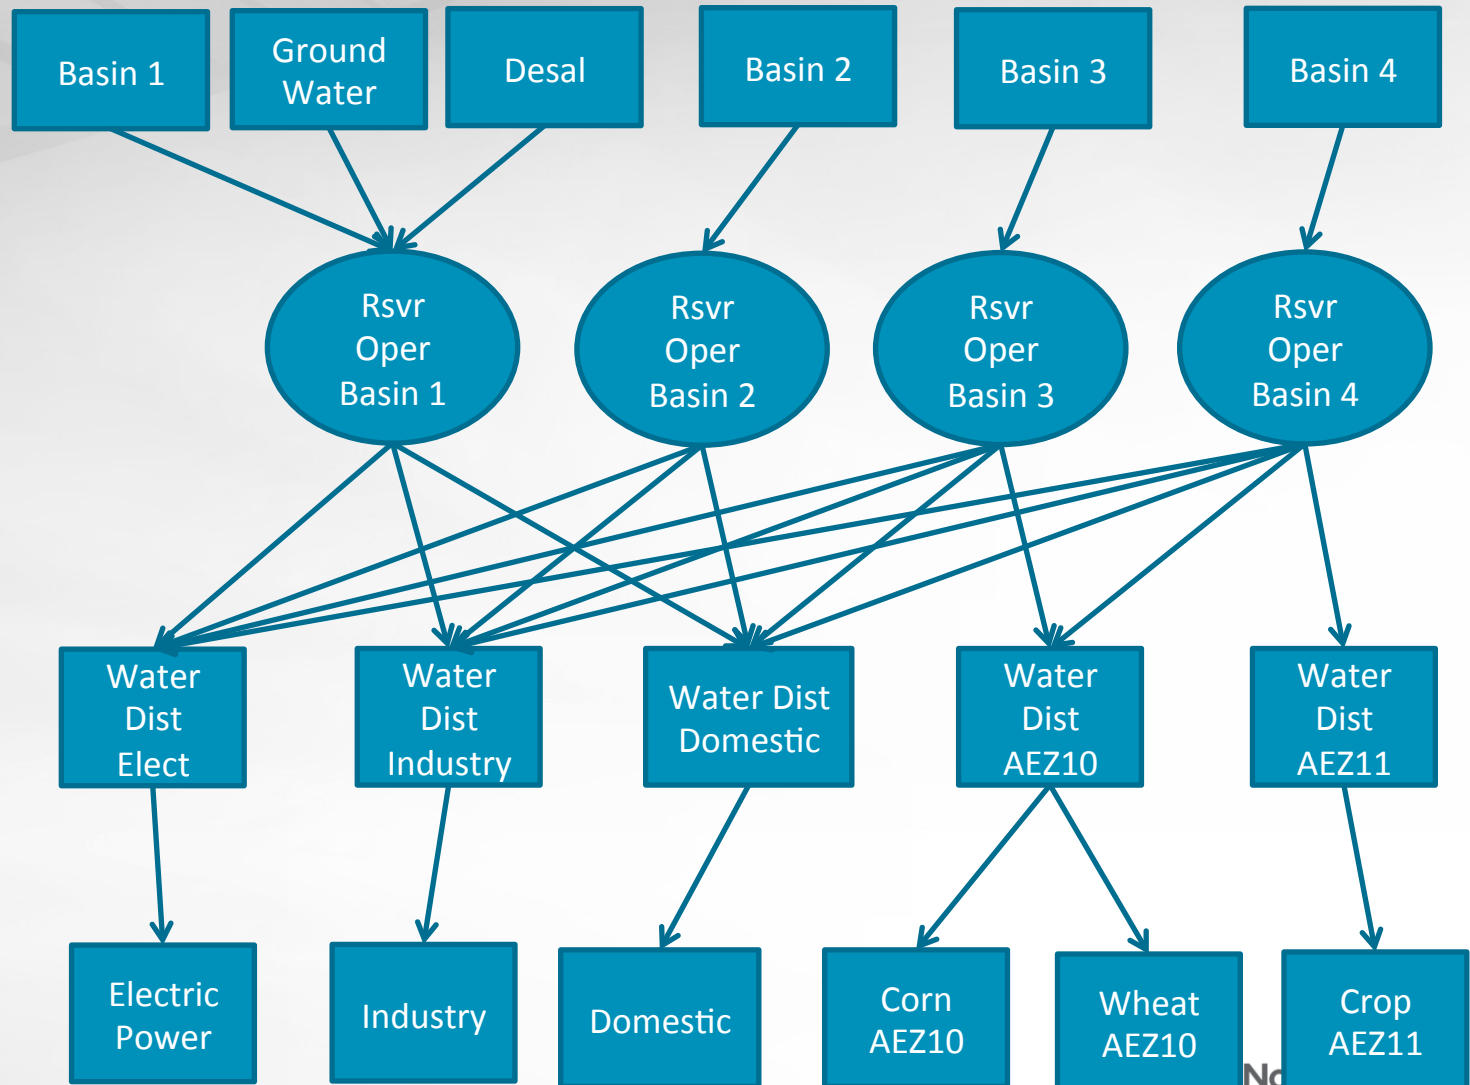 Basin 1
Ground
Water
Desal
Basin 2
Basin 3
Basin 4
Rsvr
Oper
Basin 1
Rsvr
Oper
Basin 2
Rsvr
Oper
Basin 3
Rsvr
Oper
Basin 4
Water
Dist
Elect
Water
Dist
Industry
Water Dist
Domestic
Water
Dist
AEZ10
Water
Dist
AEZ11
Electric
Power
Industry
Domestic
Corn
AEZ10
Wheat
AEZ10
Crop
AEZ11